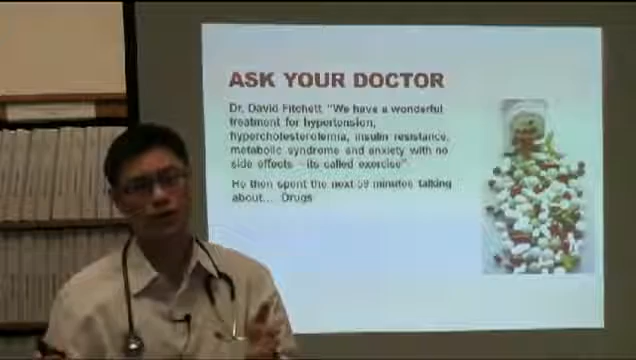 ASK YOUR DOCTOR
Dr. David Fitchett "We have a wonderful
treatment for hypertension,
hypercholesterolemia, insulin resistance,
metabolic syndrome and anxiety with no
side effects – its called exercise"
He then spent the next 59 minutes talking
about... Drugs